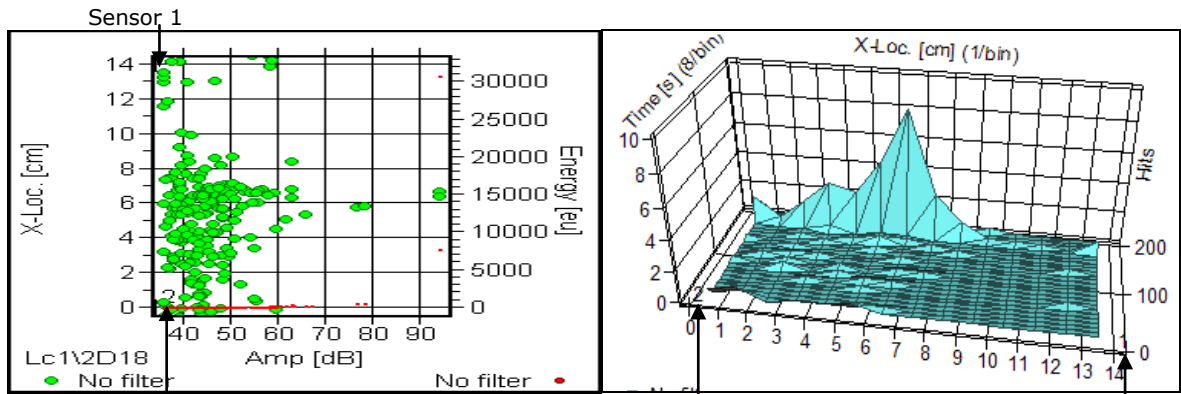 Sensor 1
14
12
10
8
6
4
2
0
X-Loc. [cm]
2
40 50 60 70 80 90
Amp [dB]
30000
25000
20000
15000
10000
5000
0
Energy [eu]
Lc1\2D18
No filter
No filter
X-Loc. [cm] (1/bin)
Time [s] (8/bin)
10
8
6
4
2
0
Hits
200
100
0
2
1
0 1 2 3 4 5 6 7 8 9 10 11 12 13 14